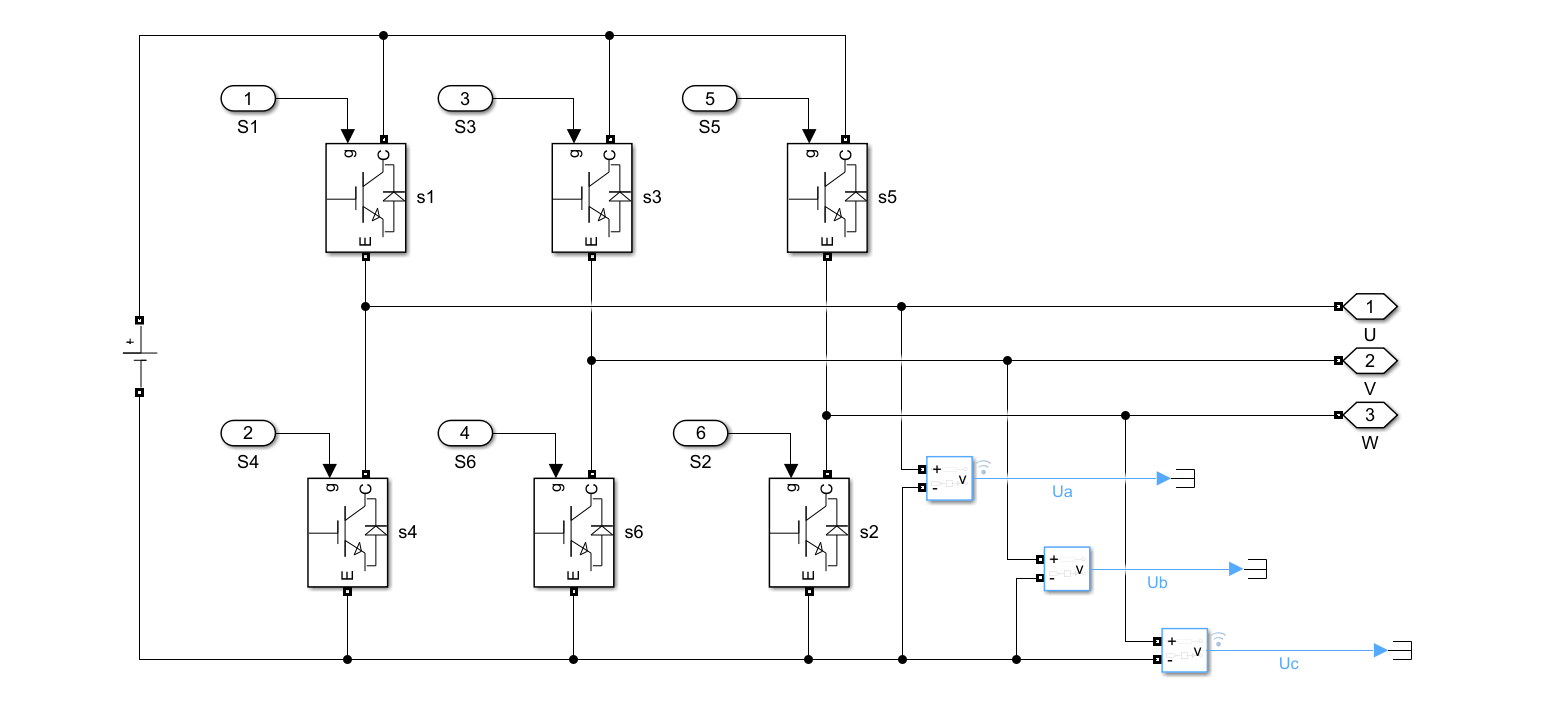 1
3
5
S1
S3
S5
g
C
g
C
g
C
s1
s3
s5
E
E
E
1
U
+
2
V
3
W
2
4
6
S4
S6
S2
+
-
v
Ua
g
C
g
C
g
C
s4
s6
s2
E
E
E
+
-
v
Ub
+
-
v
Uc